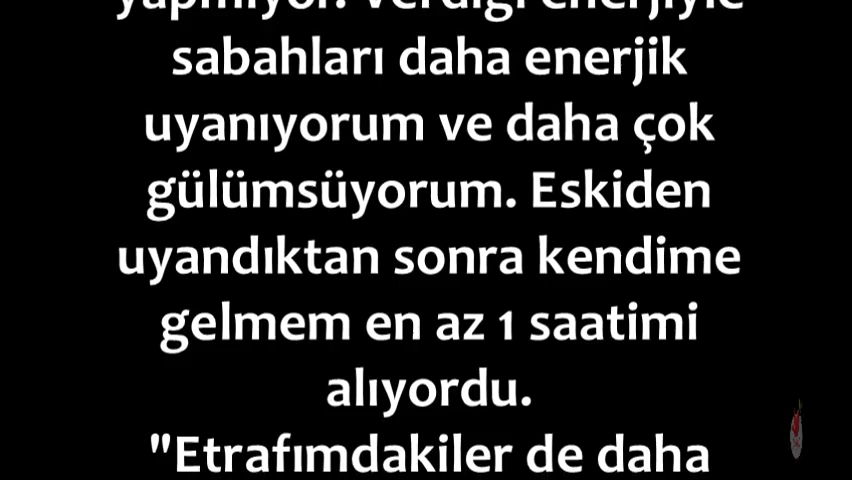 yapmıyor. Verdiği enerjiyle
sabahları daha enerjik
uyanıyorum ve daha çok
gülümsüyorum. Eskiden
uyandıktan sonra kendime
gelmem en az 1 saatimi
alıyordu.
"Etrafımdakiler de daha